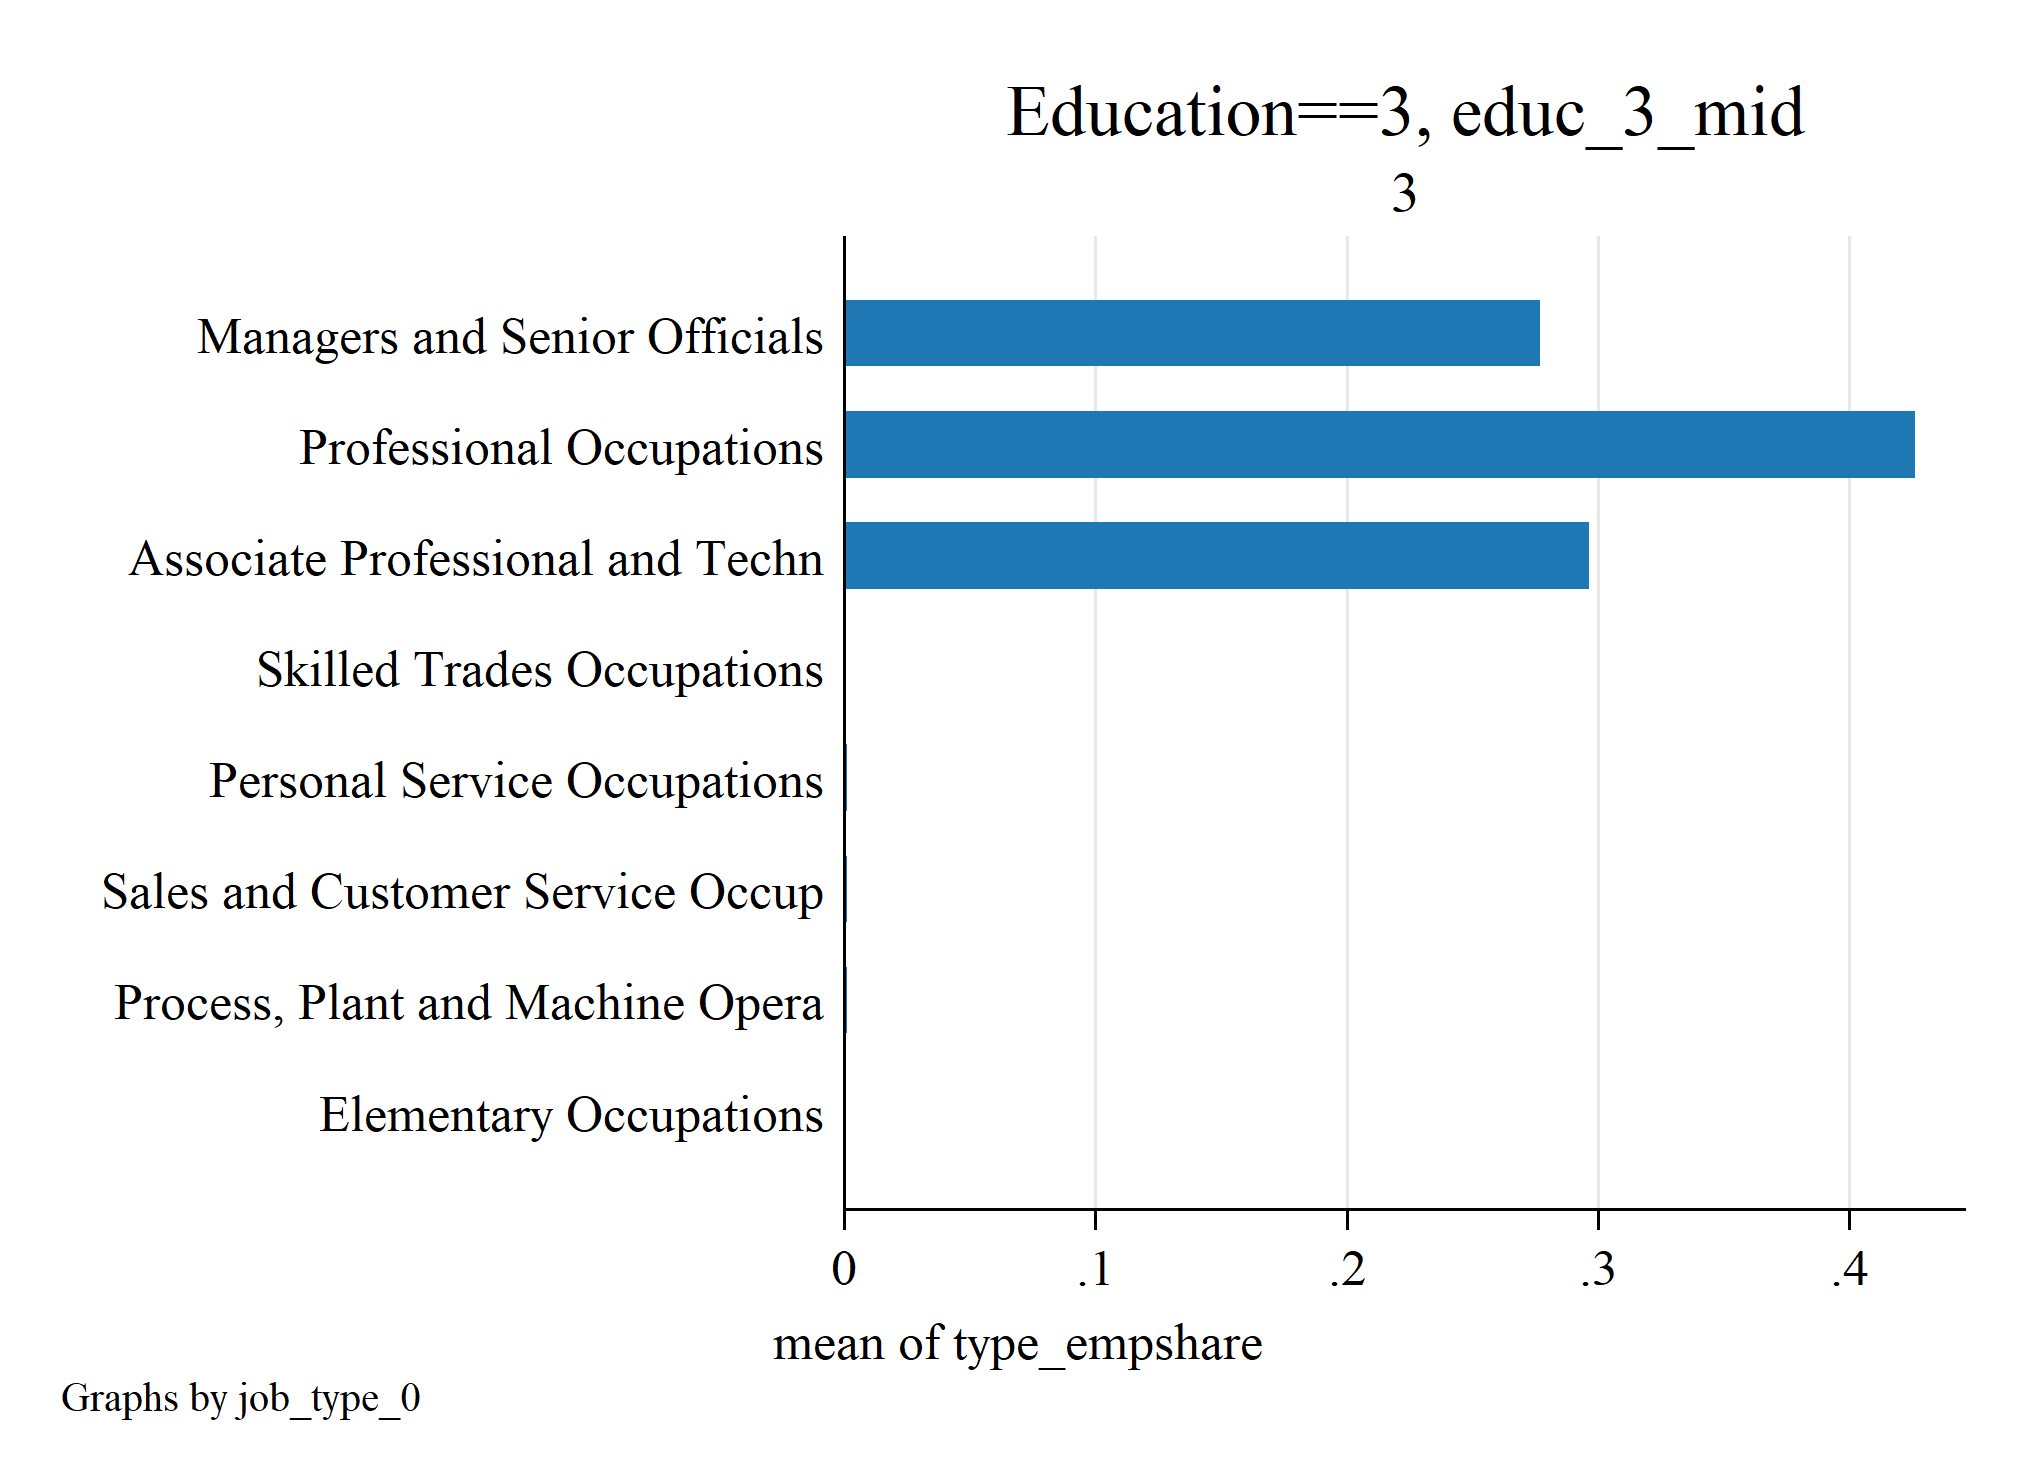 Education==3, educ_3_mid
3
Managers and Senior Officials
Professional Occupations
Associate Professional and Techn
Skilled Trades Occupations
Personal Service Occupations
Sales and Customer Service Occup
Process, Plant and Machine Opera
Elementary Occupations
0 .1 .2 .3 .4
mean of type_empshare
Graphs by job_type_0